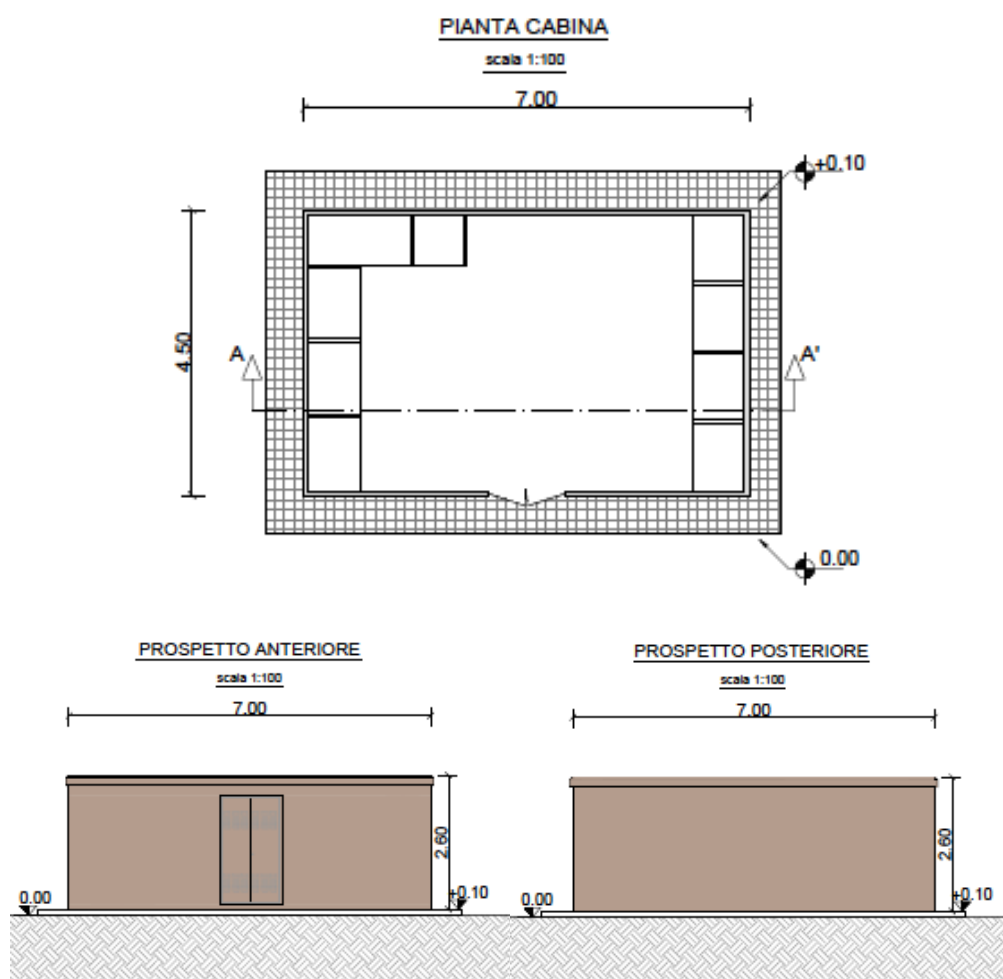 PIANTA CABINA
scala 1:100
7.00
+0.10
4.50
A
A'
0.00
PROSPETTO ANTERIORE
scala 1:100
7.00
2.60
0.00
+0.10
PROSPETTO POSTERIORE
scala 1:100
7.00
2.60
0.00
+0.10